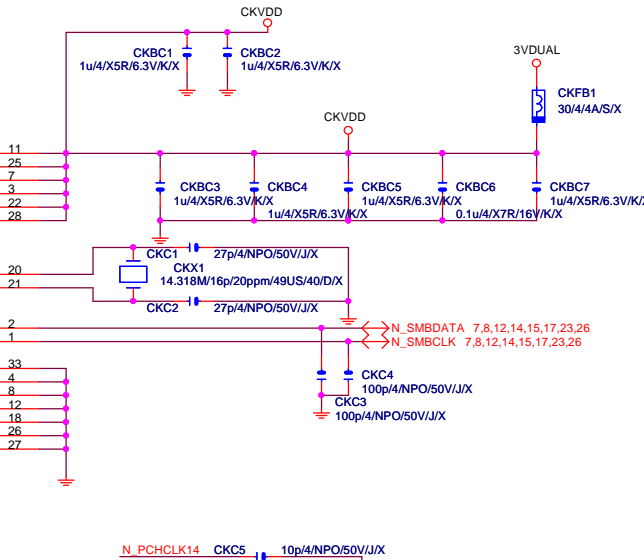 CKVDD
CKBC1
1u/4/X5R/6.3V/K/X
CKBC2
1u/4/X5R/6.3V/K/X
3VDUAL
CKFB1
30/4/4A/S/X
CKVDD
11
25
7
3
22
28
CKBC3
1u/4/X5R/6.3V/K/X
CKBC4
1u/4/X5R/6.3V/K/X
CKBC5
1u/4/X5R/6.3V/K/X
CKBC6
0.1u/4/X7R/16V/K/X
CKBC7
1u/4/X5R/6.3V/K/X
CKC1
27p/4/NPO/50V/J/X
20
CKX1
14.318M/16p/20ppm/49US/40/D/X
21
CKC2
27p/4/NPO/50V/J/X
2
N_SMBDATA 7,8,12,14,15,17,23,26
1
N_SMBCLK 7,8,12,14,15,17,23,26
33
4
8
12
18
26
27
CKC4
100p/4/NPO/50V/J/X
CKC3
100p/4/NPO/50V/J/X
N_PCHCLK14 CKC5 10p/4/NPO/50V/J/X